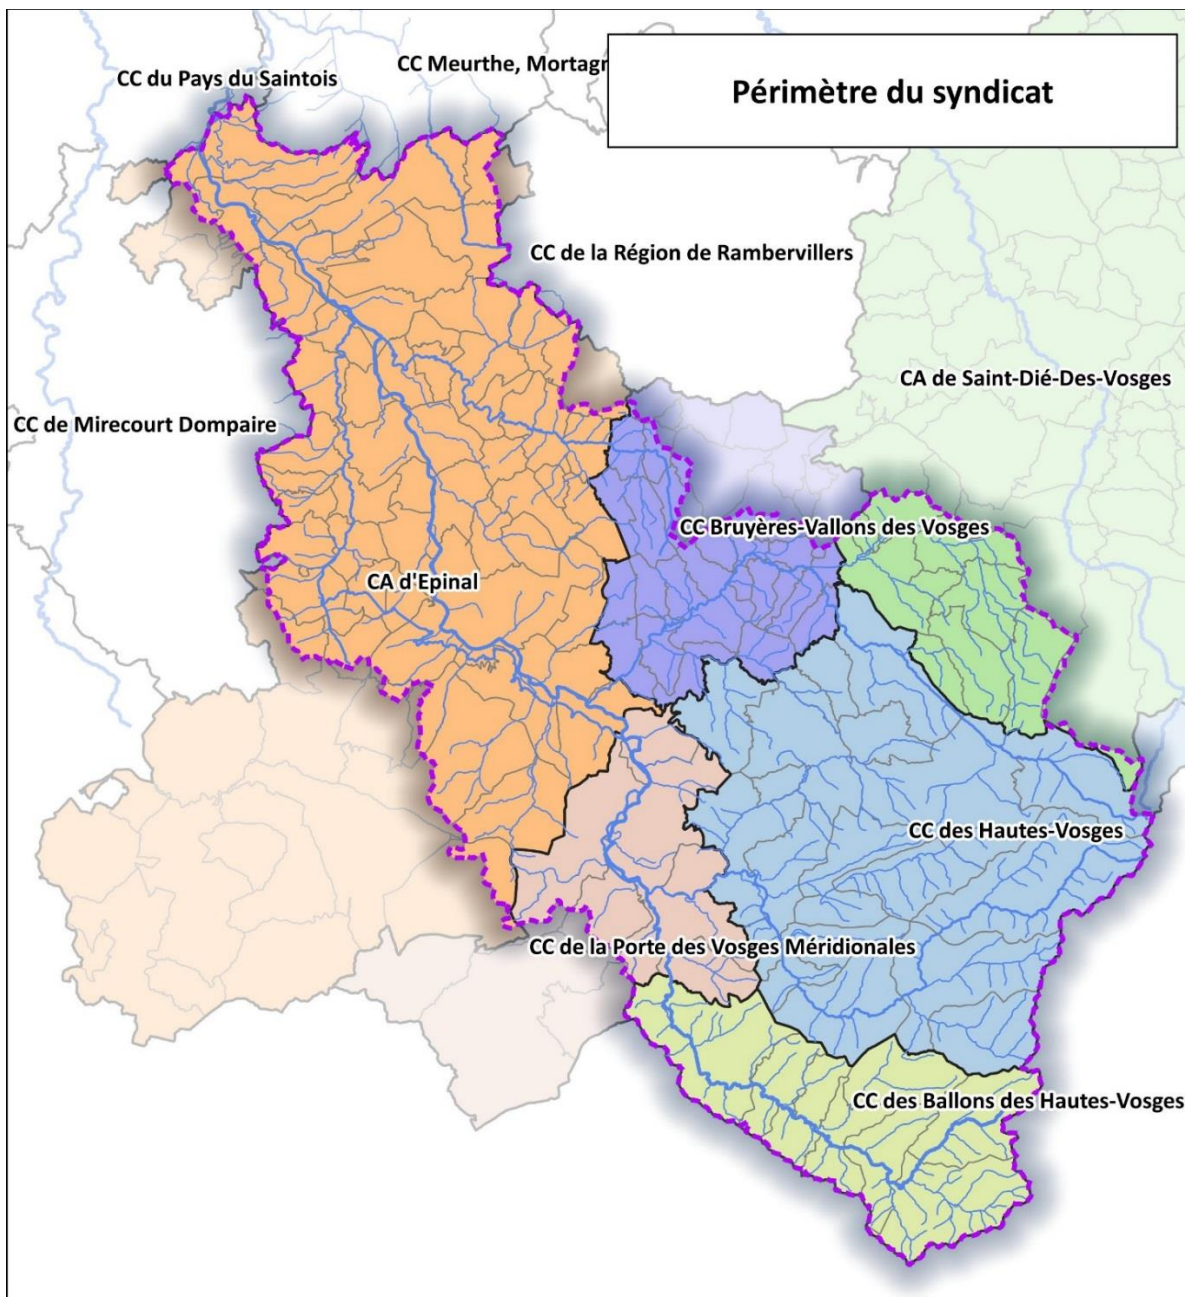 Périmètre du syndicat
CC du Pays du Saintois
CC Meurthe, Mortagr
CC de la Région de Rambervillers
CA de Saint-Dié-Des-Vosges
CC de Mirecourt Dompaire
CC Bruyères-Vallons des Vosges
CA d'Epinal
CC des Hautes-Vosges
CC de la Porte des Vosges Méridionales
CC des Ballons des Hautes-Vosges